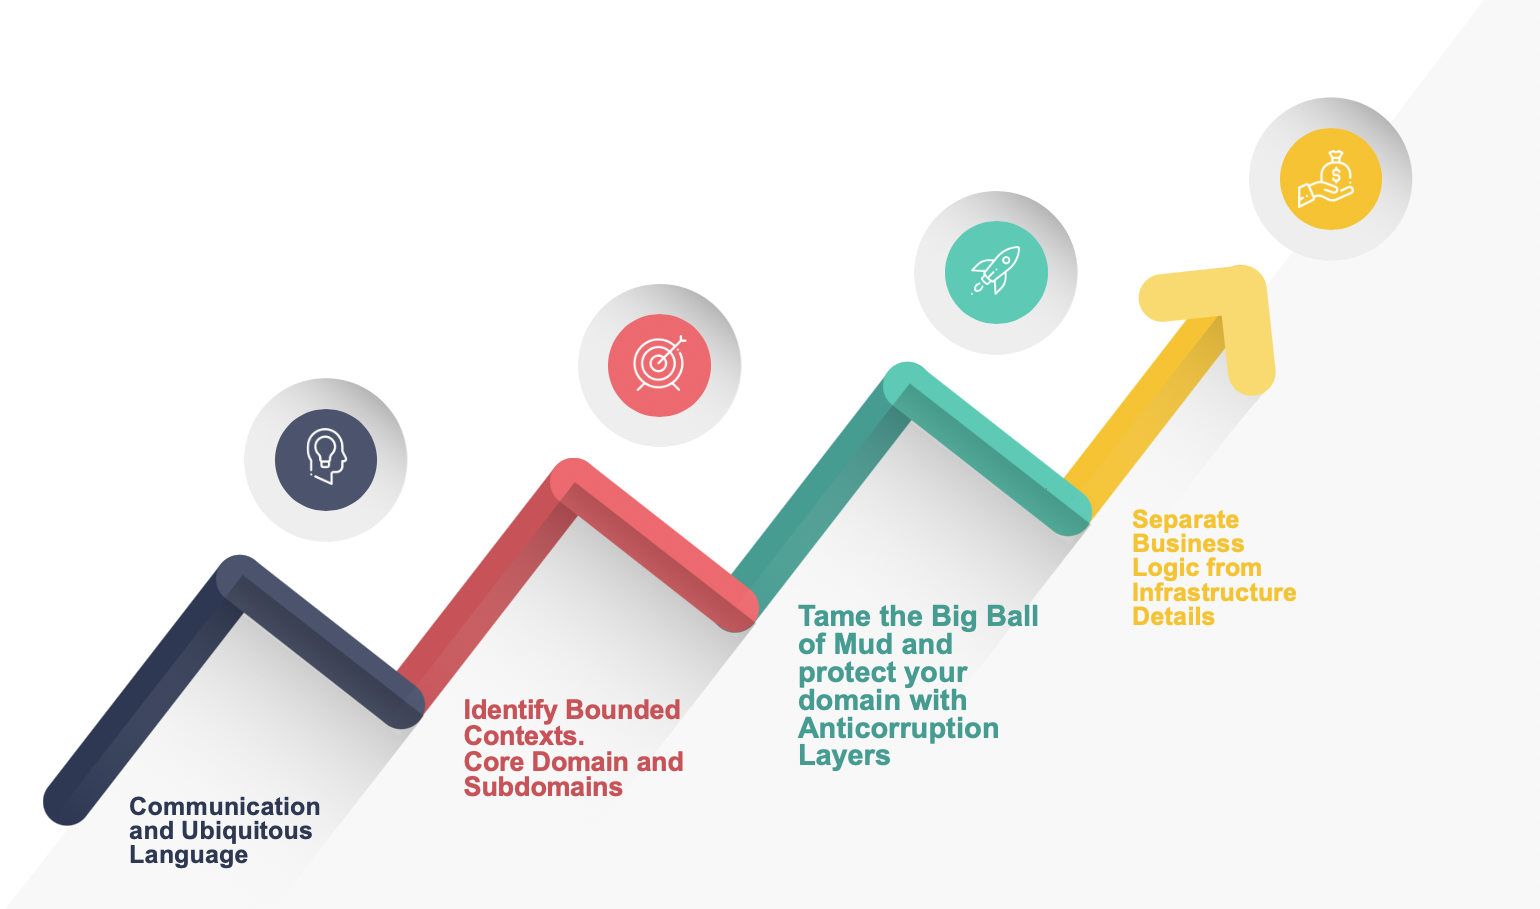 Communication
and Ubiquitous
Language
Identify Bounded
Contexts.
Core Domain and
Subdomains
Tame the Big Ball
of Mud and
protect your
domain with
Anticorruption
Layers
Separate
Business
Logic from
Infrastructure
Details
$